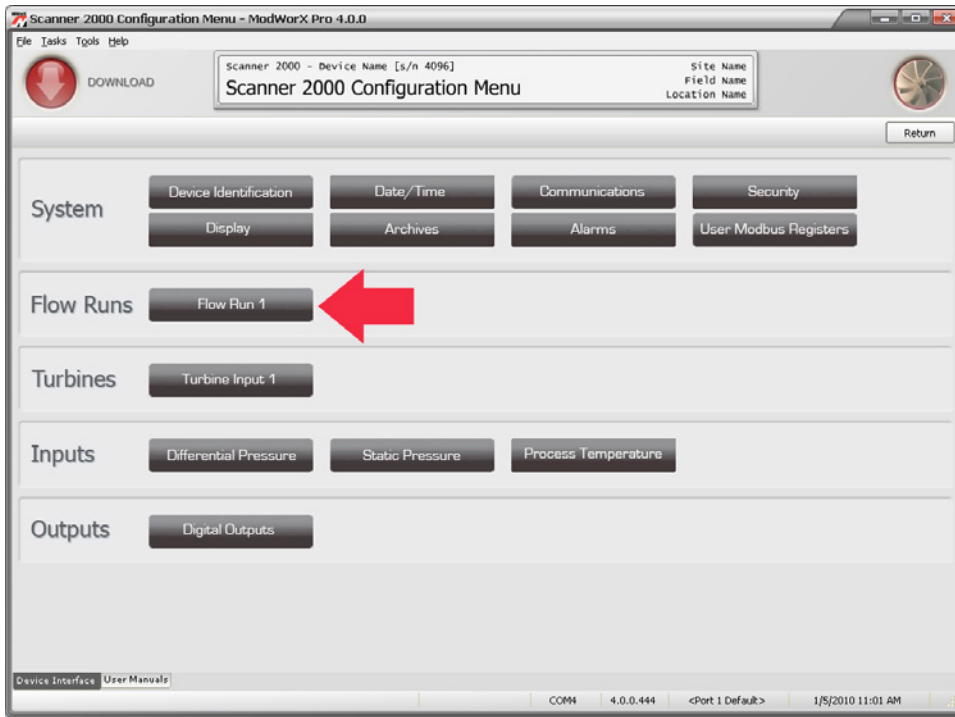 Scanner 2000 Configuration Menu - ModWorX Pro 4.0.0
File Tasks Tools Help
DOWNLOAD
Scanner 2000 - Device Name [s/n 4096]
Scanner 2000 Configuration Menu
Site Name
Field Name
Location Name
Return
System
Device Identification Date/Time Communications Security
Display Archives Alarms User Modbus Registers
Flow Runs Flow Run 1
Turbines Turbine Input 1
Inputs Differential Pressure Static Pressure Process Temperature
Outputs Digital Outputs
Device Interface User Manuals
COM4 4.0.0.444 <Port 1 Default> 1/5/2010 11:01 AM